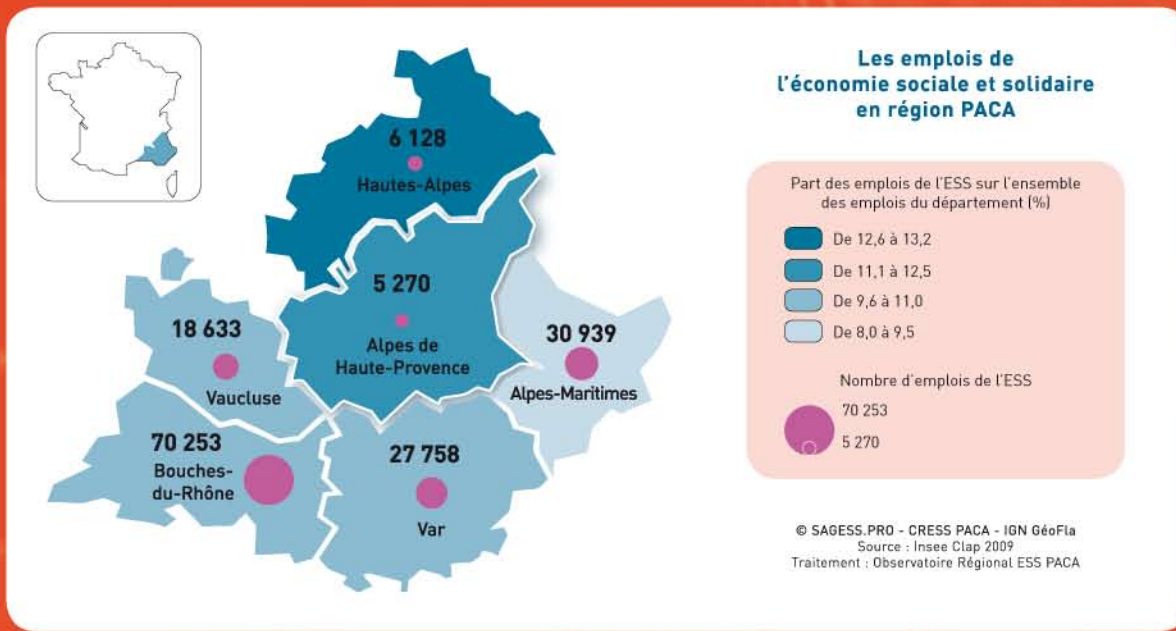 Les emplois de
l'économie sociale et solidaire
en région PACA
6 128
Hautes-Alpes
5 270
Alpes de
Haute-Provence
18 633
Vaucluse
30 939
Alpes-Maritimes
70 253
Bouches-
du-Rhône
27 758
Var
Part des emplois de l'ESS sur l'ensemble
des emplois du département (%)
De 12,6 à 13,2
De 11,1 à 12,5
De 9,6 à 11,0
De 8,0 à 9,5
Nombre d'emplois de l'ESS
70 253
5 270
© SAGESS.PRO - CRESS PACA - IGN GéoFla
Source : Insee Clap 2009
Traitement : Observatoire Régional ESS PACA